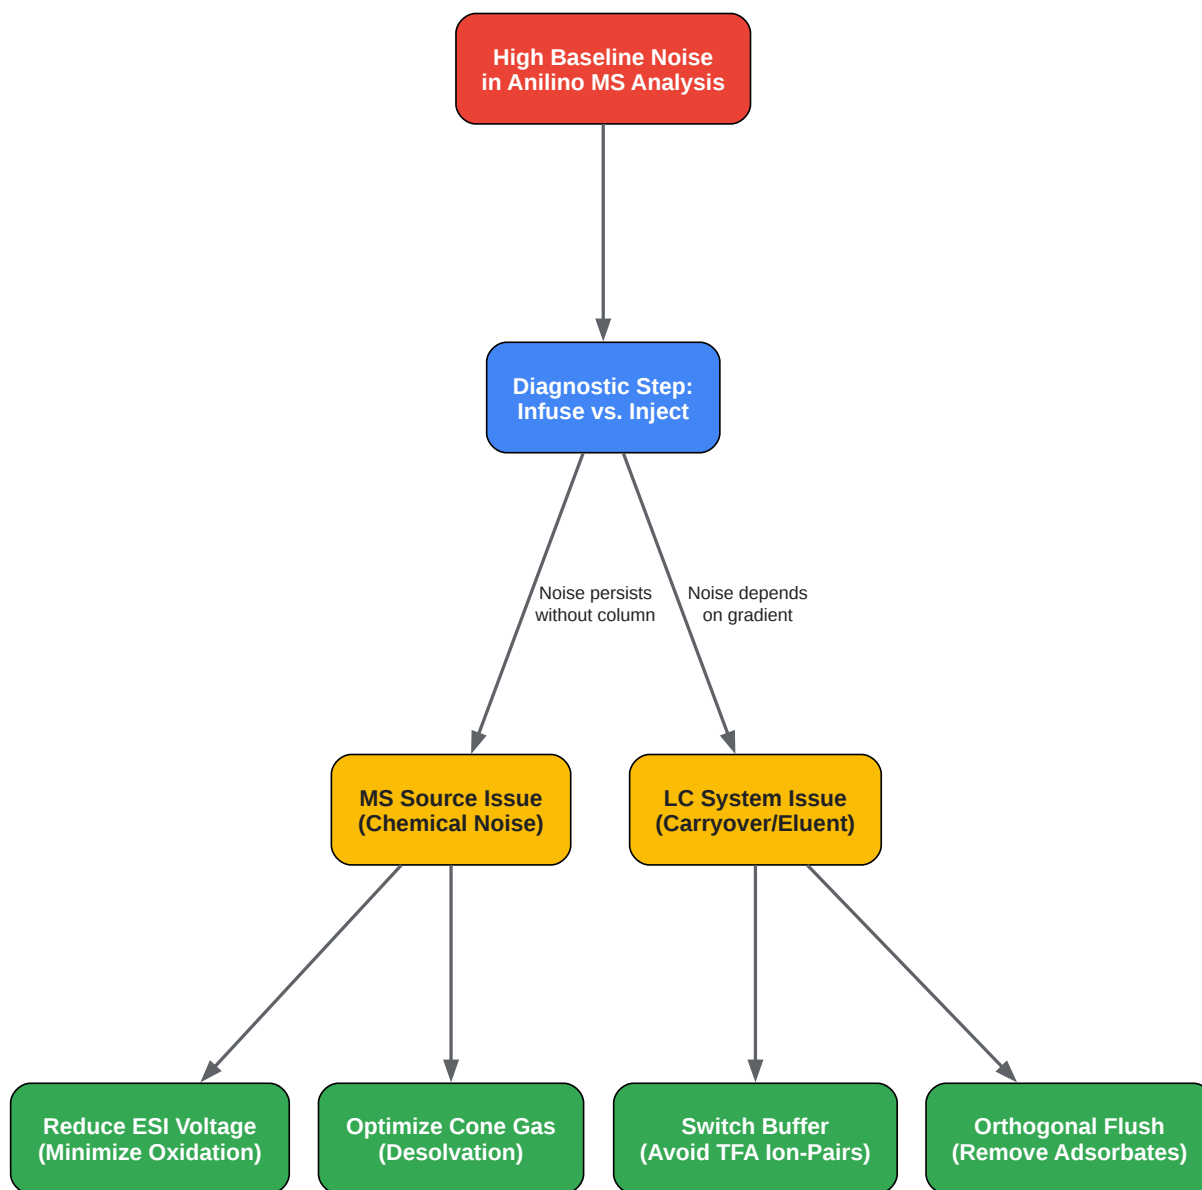 High Baseline Noise
in Anilino MS Analysis
Diagnostic Step:
Infuse vs. Inject
Noise persists
without column
Noise depends
on gradient
MS Source Issue
(Chemical Noise)
LC System Issue
(Carryover/Eluent)
Reduce ESI Voltage
(Minimize Oxidation)
Optimize Cone Gas
(Desolvation)
Switch Buffer
(Avoid TFA Ion-Pairs)
Orthogonal Flush
(Remove Adsorbates)